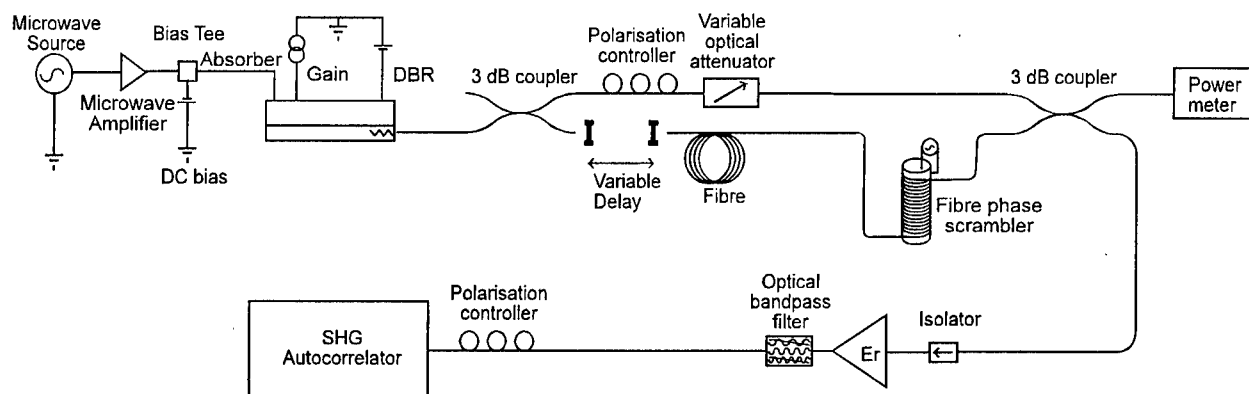 Microwave
Source
Bias Tee
Absorber
Gain
DBR
Microwave
Amplifier
DC bias
3 dB coupler
Polarisation
controller
Variable
optical
attenuator
3 dB coupler
Power
meter
Variable
Delay
Fibre
Fibre phase
scrambler
SHG
Autocorrelator
Polarisation
controller
Optical
bandpass
filter
Er
Isolator